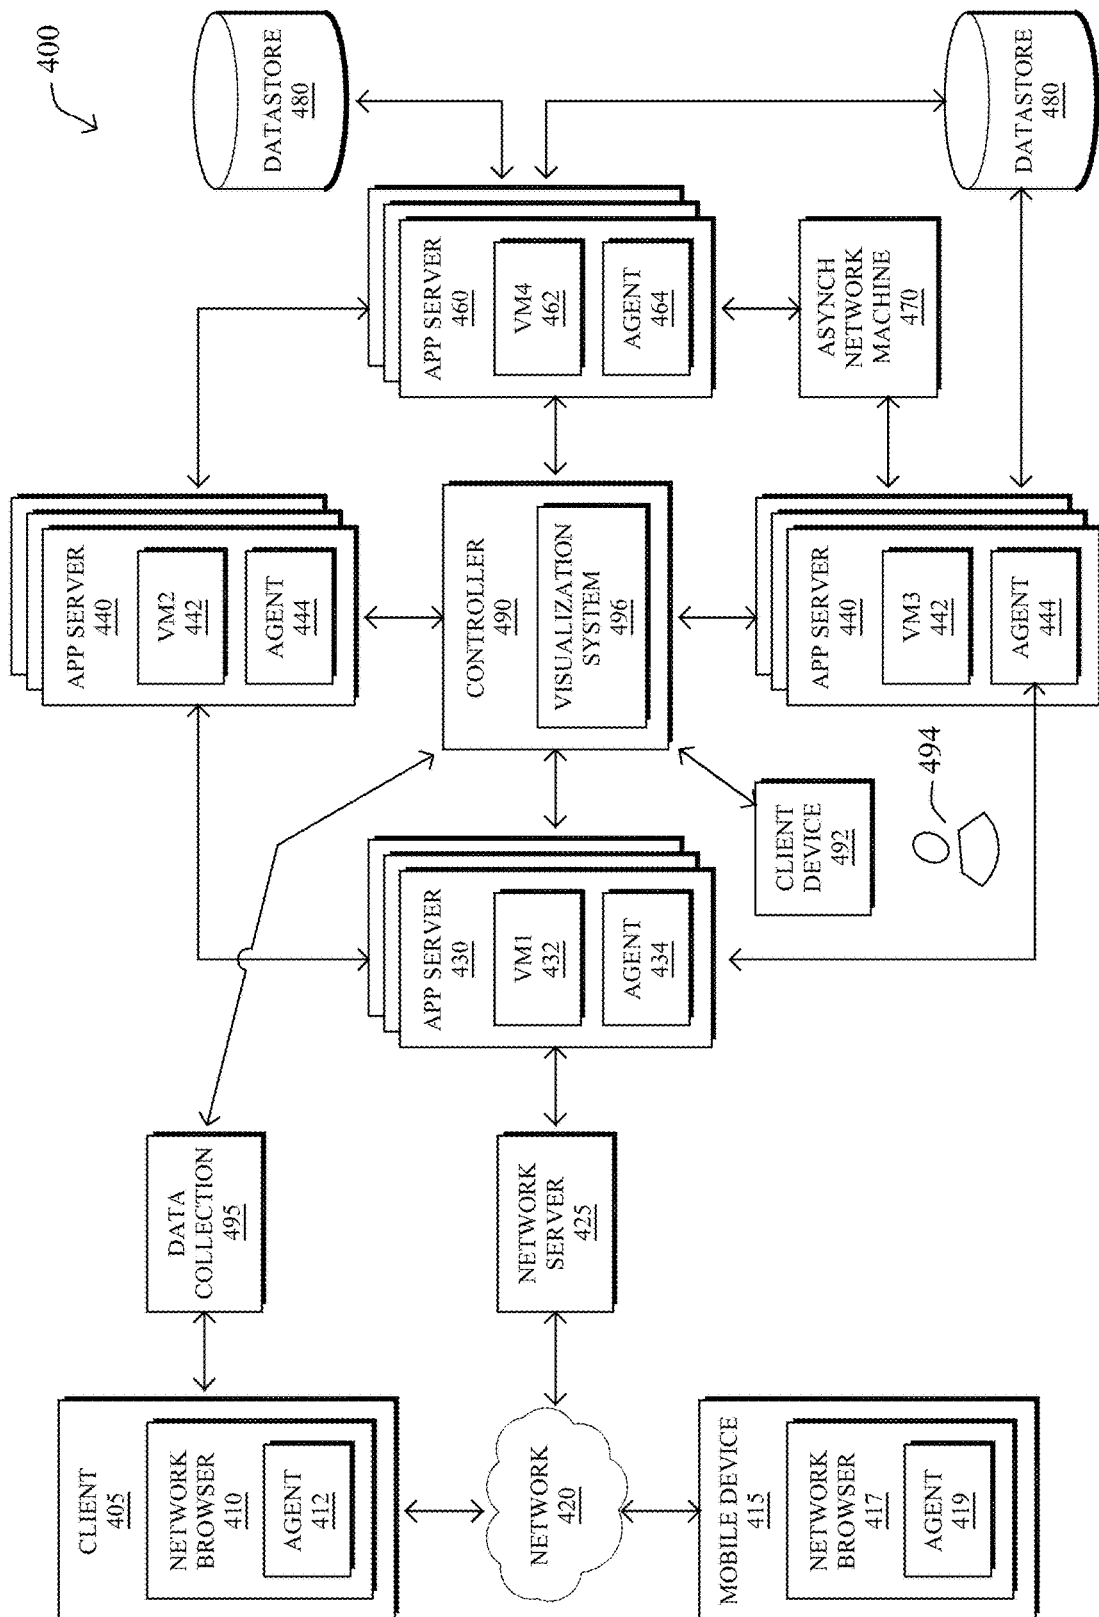 400
CLIENT
405
NETWORK
BROWSER
410
AGENT
412
DATA
COLLECTION
495
NETWORK
420
NETWORK
SERVER
425
MOBILE DEVICE
415
NETWORK
BROWSER
417
AGENT
419
APP SERVER
430
VM1
432
AGENT
434
APP SERVER
440
VM2
442
AGENT
444
CONTROLLER
490
VISUALIZATION
SYSTEM
496
CLIENT
DEVICE
492
494
APP SERVER
440
VM3
442
AGENT
444
APP SERVER
460
VM4
462
AGENT
464
ASYNCH
NETWORK
MACHINE
470
DATASTORE
480
DATASTORE
480